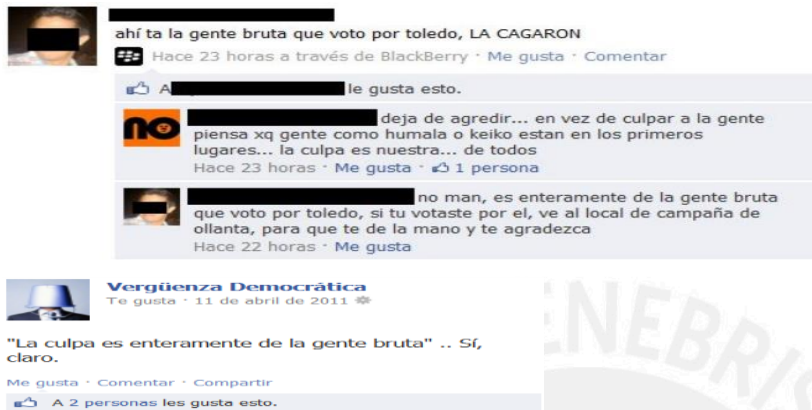 ahí ta la gente bruta que voto por toledo, LA CAGARON
Hace 23 horas a través de BlackBerry · Me gusta · Comentar
A le gusta esto.
no
deja de agredir... en vez de culpar a la gente
piensa xq gente como humala o keiko estan en los primeros
lugares... la culpa es nuestra... de todos
Hace 23 horas · Me gusta · 1 persona
no man, es enteramente de la gente bruta
que voto por toledo, si tu votaste por el, ve al local de campaña de
ollanta, para que te de la mano y te agradezca
Hace 22 horas · Me gusta
Vergüenza Democrática
Te gusta · 11 de abril de 2011
"La culpa es enteramente de la gente bruta" .. Sí,
claro.
Me gusta · Comentar · Compartir
A 2 personas les gusta esto.
ENEBRIS